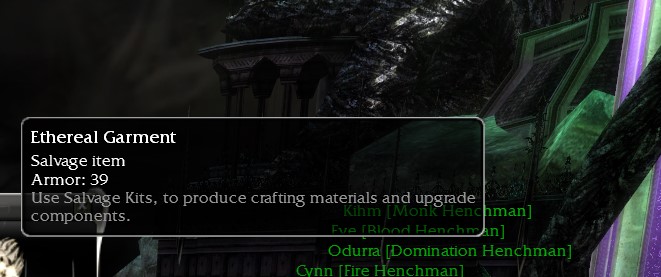 Ethereal Garment
Salvage item
Armor: 39
Use Salvage Kits, to produce crafting materials and upgrade
components.
Kihm [Monk Henchman]
Eve [Blood Henchman]
Odurra [Domination Henchman]
Cynn [Fire Henchman]